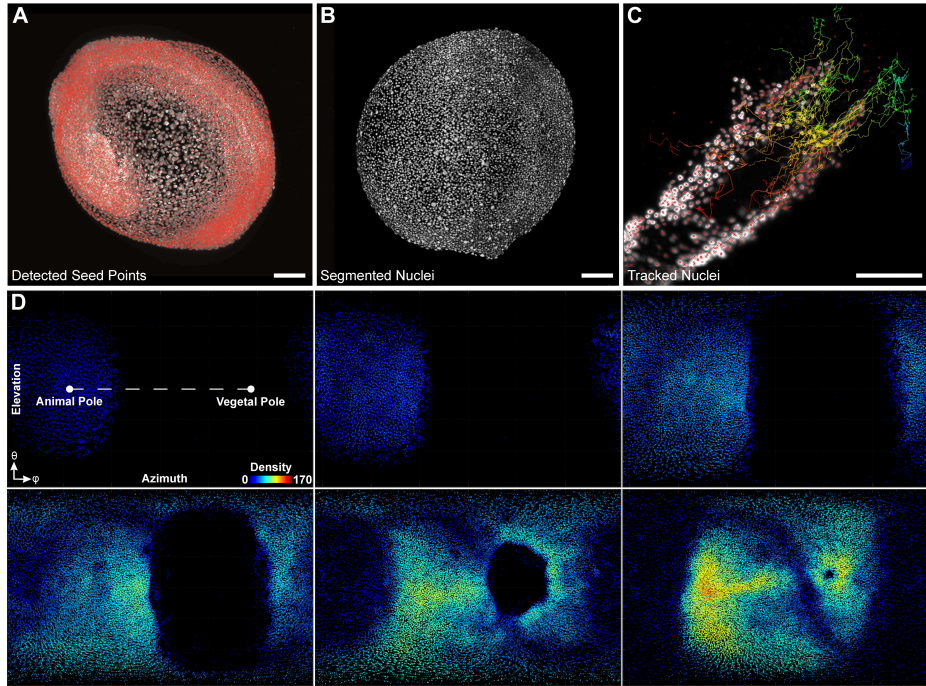 A
B
C
Detected Seed Points
Segmented Nuclei
Tracked Nuclei
D
Elevation
Animal Pole
Vegetal Pole
θ
φ
Azimuth
Density
0
170